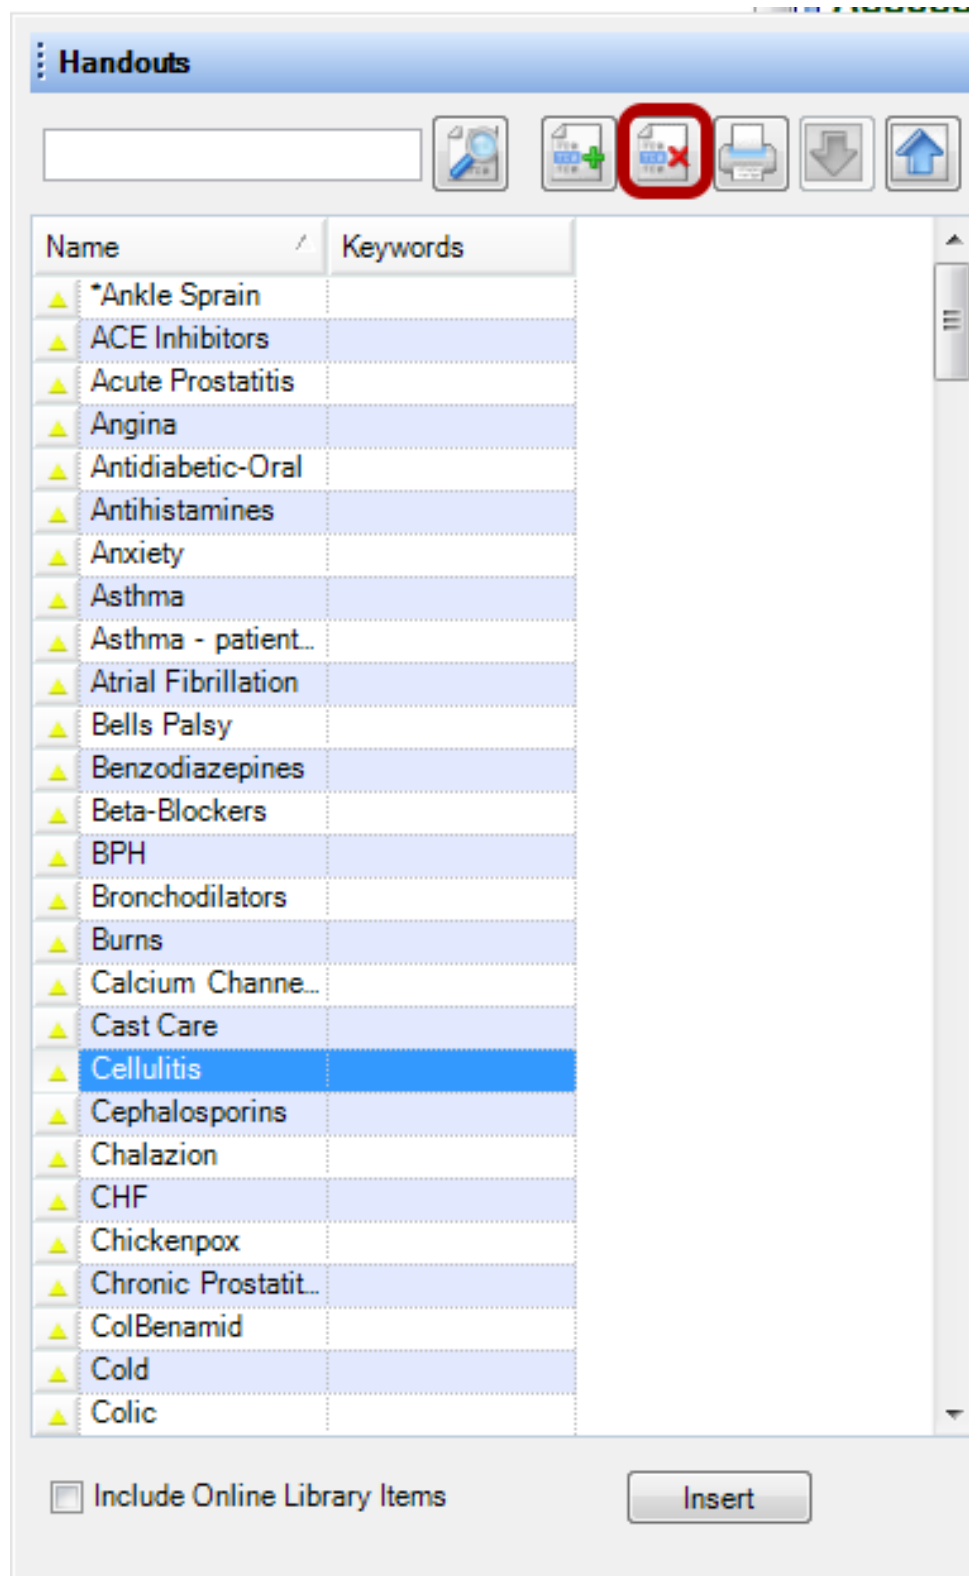 Handouts
Name Keywords
*Ankle Sprain
ACE Inhibitors
Acute Prostatitis
Angina
Antidiabetic-Oral
Antihistamines
Anxiety
Asthma
Asthma - patient...
Atrial Fibrillation
Bells Palsy
Benzodiazepines
Beta-Blockers
BPH
Bronchodilators
Burns
Calcium Channe...
Cast Care
Cellulitis
Cephalosporins
Chalazion
CHF
Chickenpox
Chronic Prostatit...
ColBenamid
Cold
Colic
Include Online Library Items
Insert